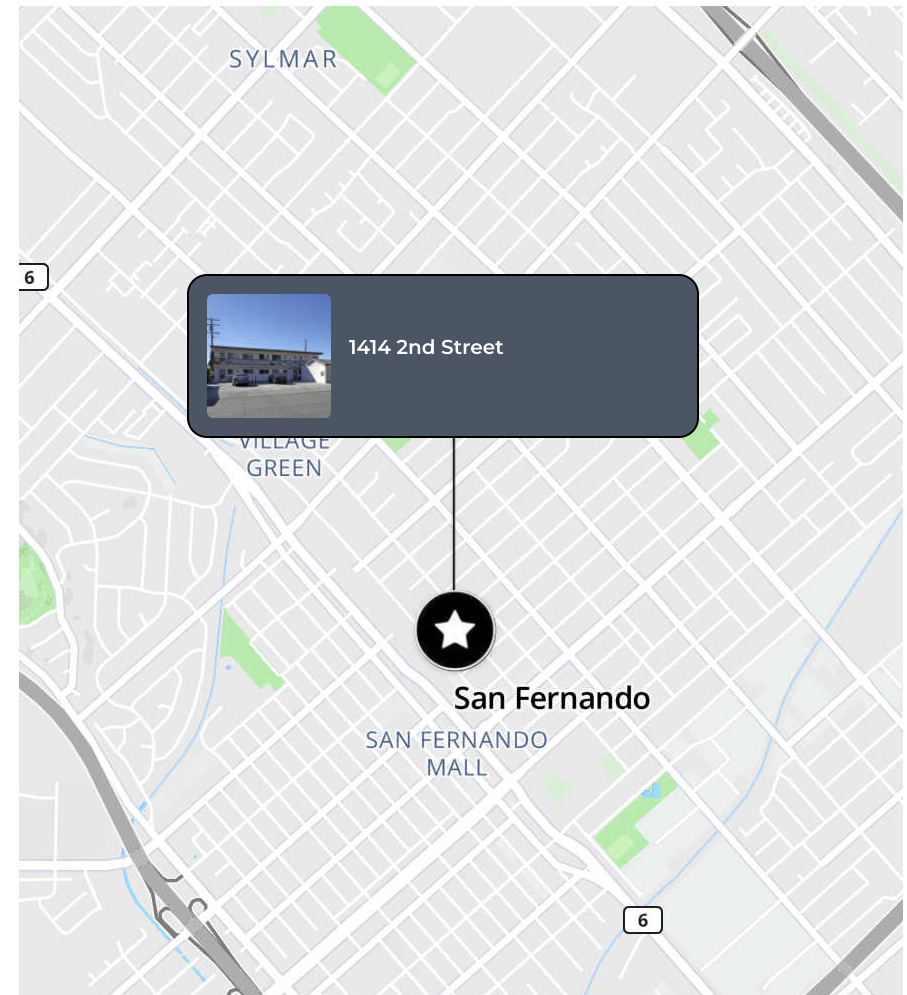 SYLMAR
6
1414 2nd Street
VILLAGE
GREEN
San Fernando
SAN FERNANDO
MALL
6